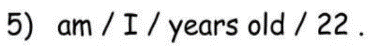 5) am / I / years old / 22 .